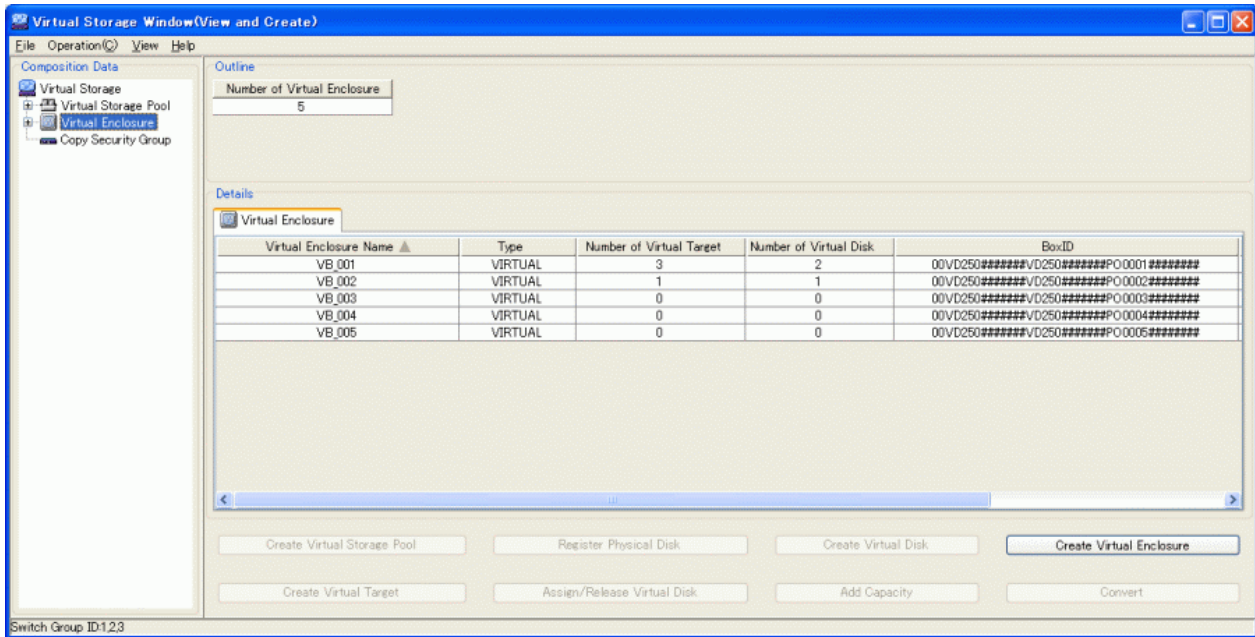 Virtual Storage Window(View and Create)
File Operation(C) View Help
Composition Data
Virtual Storage
Virtual Storage Pool
Virtual Enclosure
Copy Security Group
Outline
Number of Virtual Enclosure
5
Details
Virtual Enclosure
Virtual Enclosure Name Type Number of Virtual Target Number of Virtual Disk BoxID
VB_001 VIRTUAL 3 2 00VD250#######VD250#######PO0001########
VB_002 VIRTUAL 1 1 00VD250#######VD250#######PO0002########
VB_003 VIRTUAL 0 0 00VD250#######VD250#######PO0003########
VB_004 VIRTUAL 0 0 00VD250#######VD250#######PO0004########
VB_005 VIRTUAL 0 0 00VD250#######VD250#######PO0005########
Create Virtual Storage Pool Register Physical Disk Create Virtual Disk Create Virtual Enclosure
Create Virtual Target Assign/Release Virtual Disk Add Capacity Convert
Switch Group ID:1,2,3